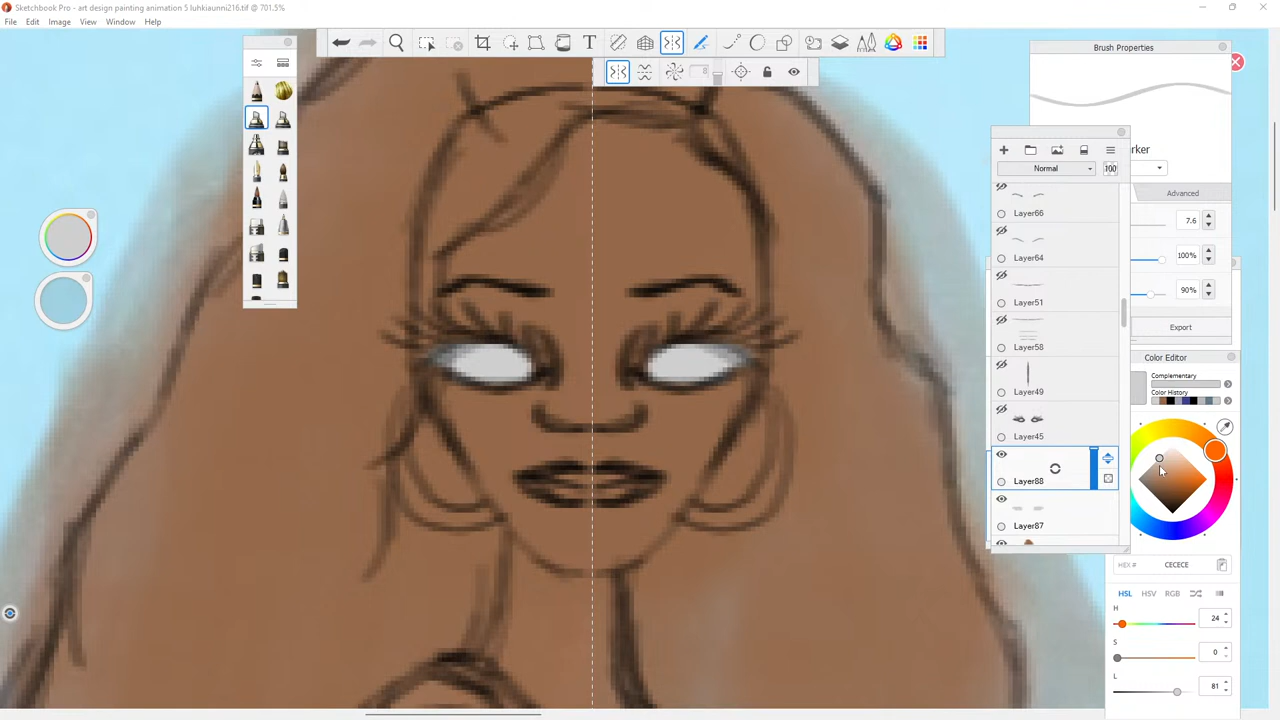 Sketchbook Pro - art design painting animation 5 luhkiaunni216.tif @ 701.5%
File Edit Image View Window Help
Brush Properties
8
arker
Normal
100
Advanced
Layer66
7.6
Layer64
100%
Layer51
90%
Export
Layer58
Color Editor
Complementary
Layer49
Color History
Layer45
Layer88
Layer87
HEX #
CECECE
HSL HSV RGB
H
24
S
0
L
81